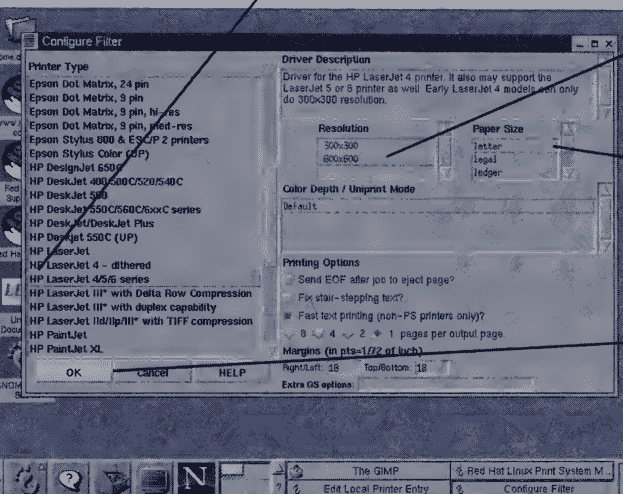 Configure Filter
Printer Type
Epson Dot Matrix, 24 pin
Epson Dot Metrix, 9 pin
Epson Dot Metrix, 9 pin, hi-res
Epson Dot Matrix, 9 pin, med-res
Epson Stylus 800 & ESC/P 2 printers
Epson Stylus Color (UP)
HP DesignJet 650C
HP DeskJet 400/500C/520/540C
HP DeskJet 500
HP DeskJet 550C/560C/6xxC series
HP DeskJet/DeskJet Plus
HP Deskjet 550C (UP)
HP LaserJet
HP LaserJet 4 - dithered
HP LaserJet 4/5/6 series
HP LaserJet III* with Delta Row Compression
HP LaserJet III* with duplex capability
HP LaserJet IId/IIp/III* with TIFF compression
HP PaintJet
HP PaintJet XL
OK
Cancel
HELP
Driver Description
Driver for the HP LaserJet 4 printer. It also may support the
LaserJet 5 or 6 printer as well Early LaserJet 4 models can only
do 300x300 resolution.
Resolution
300x300
600x600
Paper Size
letter
legal
ledger
Color Depth / Uniprint Mode
Default
Printing Options
Send EOF after job to eject page?
Fix stair-stepping text?
Fast text printing (non-PS printers only)?
8 4 2 1 pages per output page.
Margins (in pts=1/72 of inch)
Right/Left: 18 Top/Bottom: 18
Extra GS options:
N
The GIMP
Red Hat Linux Print System M...
Edit Local Printer Entry
Configure Filter